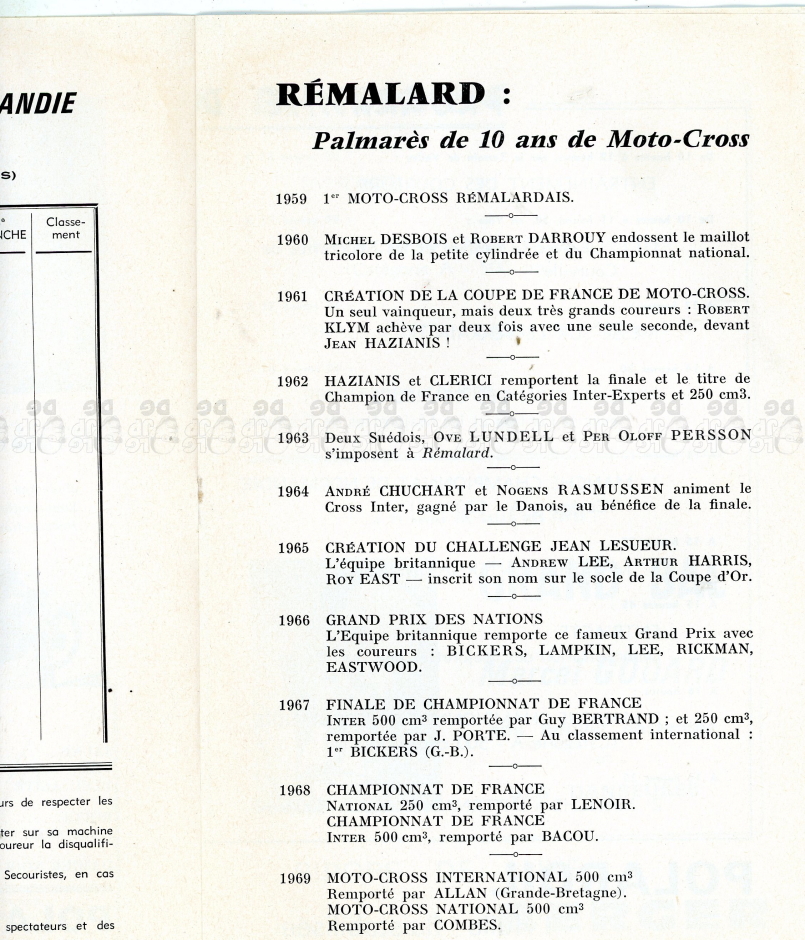 ANDIE
S)
NCHE
Classe-
ment
urs de respecter les
ter sur sa machine
oureur la disqualifi-
Secouristes, en cas
spectateurs et des
RÉMALARD :
Palmarès de 10 ans de Moto-Cross
1959 1er MOTO-CROSS RÉMALARDAIS.
1960 MICHEL DESBOIS et ROBERT DARROUY endossent le maillot
tricolore de la petite cylindrée et du Championnat national.
1961 CRÉATION DE LA COUPE DE FRANCE DE MOTO-CROSS.
Un seul vainqueur, mais deux très grands coureurs : ROBERT
KLYM achève par deux fois avec une seule seconde, devant
JEAN HAZIANIS !
1962 HAZIANIS et CLERICI remportent la finale et le titre de
Champion de France en Catégories Inter-Experts et 250 cm3.
1963 Deux Suédois, OVE LUNDELL et PER OLOFF PERSSON
s'imposent à Rémalard.
1964 ANDRÉ CHUCHART et NOGENS RASMUSSEN animent le
Cross Inter, gagné par le Danois, au bénéfice de la finale.
1965 CRÉATION DU CHALLENGE JEAN LESUEUR.
L'équipe britannique — ANDREW LEE, ARTHUR HARRIS,
ROY EAST — inscrit son nom sur le socle de la Coupe d'Or.
1966 GRAND PRIX DES NATIONS
L'Equipe britannique remporte ce fameux Grand Prix avec
les coureurs : BICKERS, LAMPKIN, LEE, RICKMAN,
EASTWOOD.
1967 FINALE DE CHAMPIONNAT DE FRANCE
INTER 500 cm³ remportée par Guy BERTRAND ; et 250 cm³,
remportée par J. PORTE. — Au classement international :
1er BICKERS (G.-B.).
1968 CHAMPIONNAT DE FRANCE
NATIONAL 250 cm³, remporté par LENOIR.
CHAMPIONNAT DE FRANCE
INTER 500 cm³, remporté par BACOU.
1969 MOTO-CROSS INTERNATIONAL 500 cm³
Remporté par ALLAN (Grande-Bretagne).
MOTO-CROSS NATIONAL 500 cm³
Remporté par COMBES.